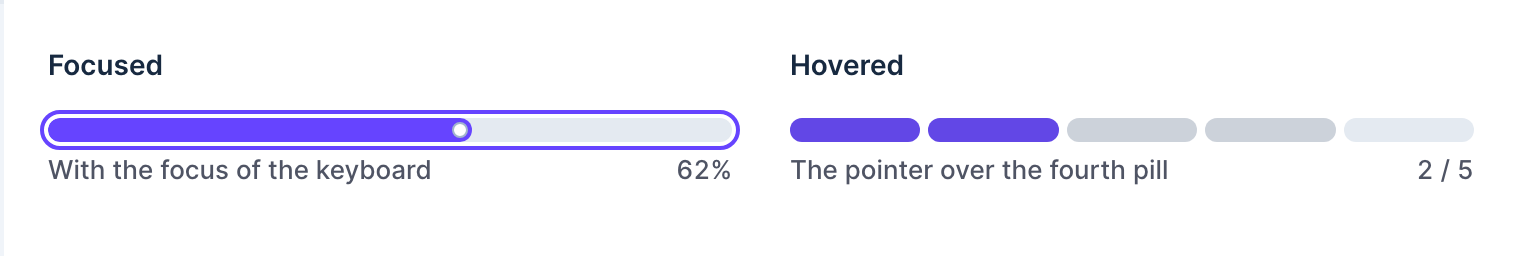 Focused
With the focus of the keyboard
62%
Hovered
The pointer over the fourth pill
2 / 5